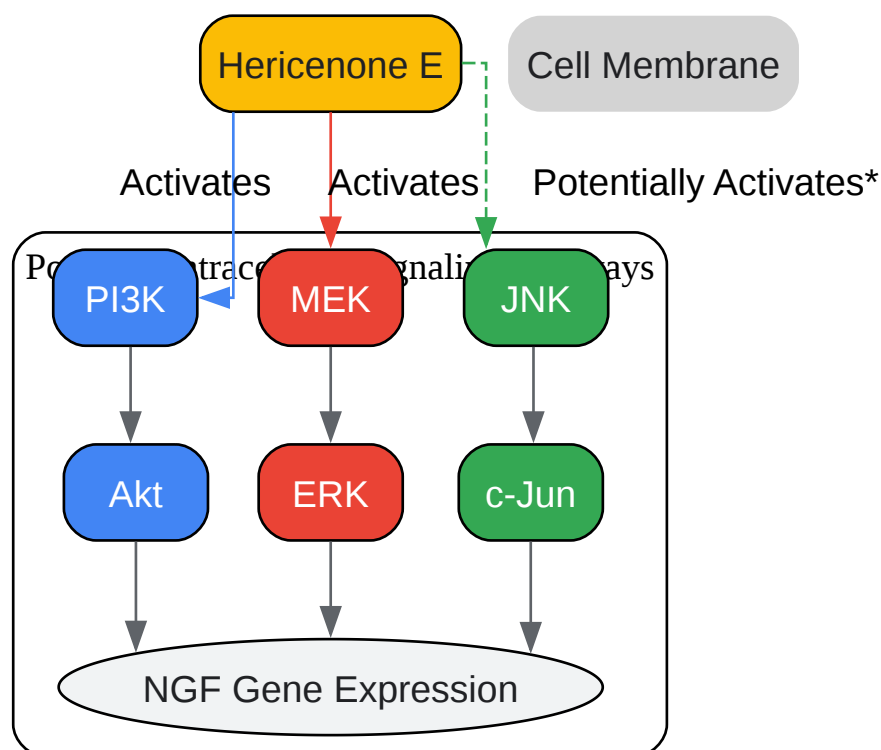 Hericenone E
Cell Membrane
Activates
Activates
Potentially Activates*
PI3K
MEK
JNK
Akt
ERK
c-Jun
NGF Gene Expression